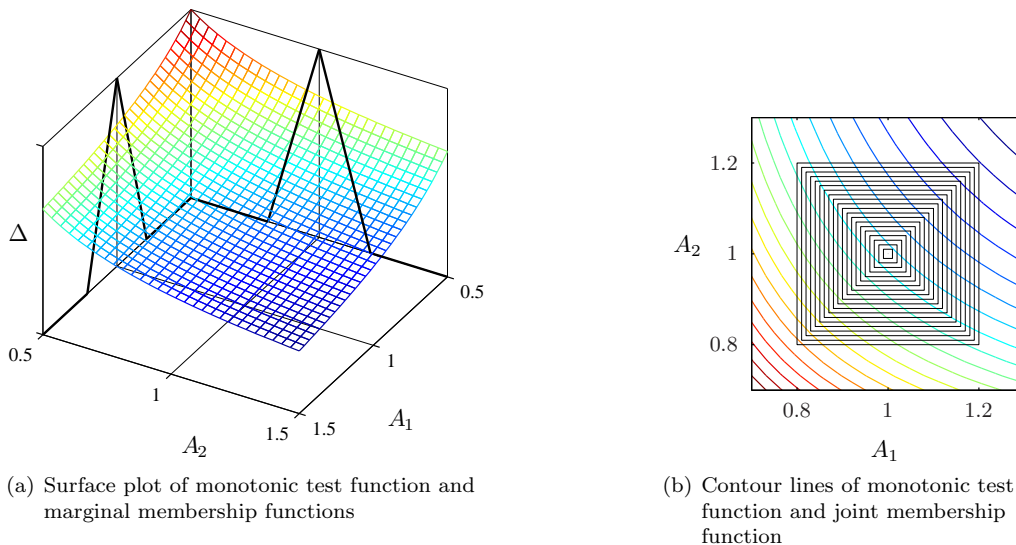 Δ
0.5
1
1.5
A₂
1.5
1
0.5
A₁
(a) Surface plot of monotonic test function and
marginal membership functions
1.2
1
0.8
A₂
0.8
1
1.2
A₁
(b) Contour lines of monotonic test
function and joint membership
function